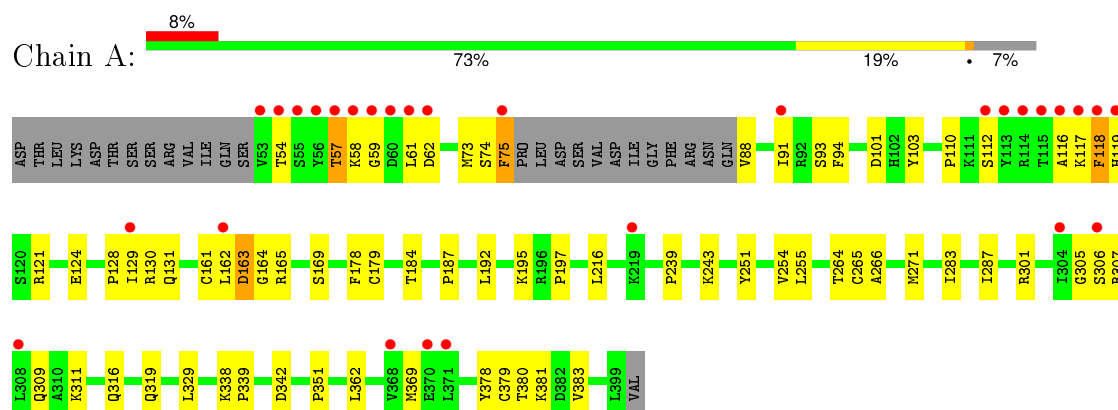 8%
Chain A:
73% 19% • 7%
ASP THR LEU LYS ASP THR SER SER ARG VAL ILE GLN SER V53 T54 S55 Y56 T57 K58 G59 D60 L61 D62 M73 S74 F75 PRO LEU ASP SER VAL ASP ILE GLY PHE ARG ASN GLN V88 I91 R92 S93 F94 D101 H102 Y103 P110 K111 S112 Y113 R114 T115 A116 K117 F118 H119
S120 R121 E124 P128 I129 R130 Q131 C161 L162 D163 G164 R165 S169 F178 C179 T184 P187 L192 K195 R196 P197 L216 K219 P239 K243 Y251 V254 L255 T264 C265 A266 M271 I283 I287 R301 I304 G305 S306
L308 Q309 A310 K311 Q316 Q319 L329 K338 P339 D342 P351 L362 V368 M369 E370 L371 Y378 C379 T380 K381 D382 V383 L399 VAL